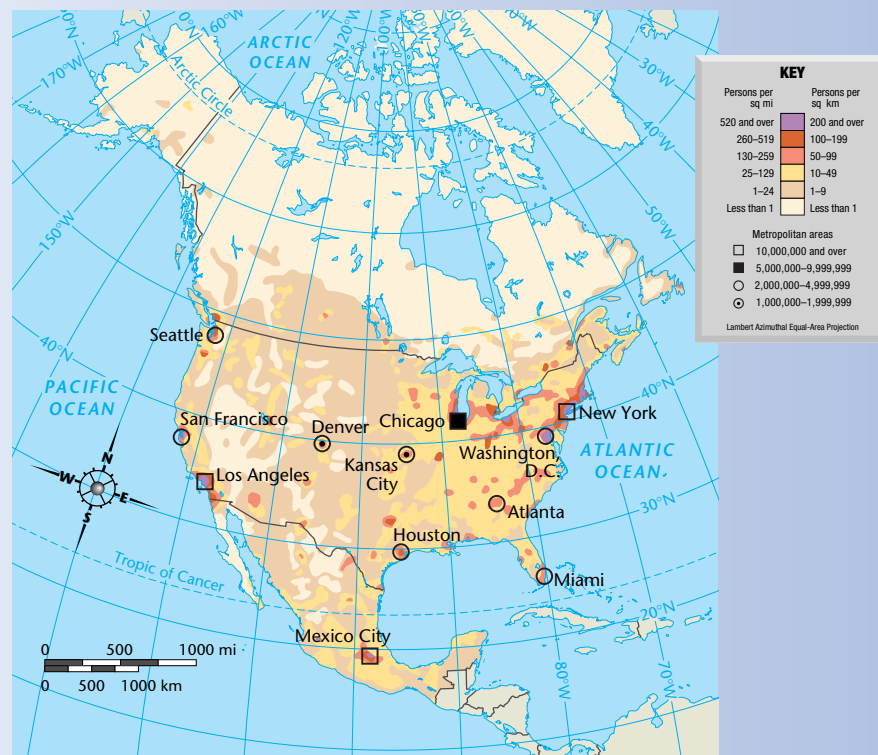 ARCTIC
OCEAN
Arctic Circle
170°W
160°W
150°W
120°W
100°W
30°W
40°W
50°W
40°N
40°N
30°N
20°N
80°W
70°W
PACIFIC
OCEAN
ATLANTIC
OCEAN
Seattle
San Francisco
Denver
Chicago
New York
Los Angeles
Kansas
City
Washington,
D.C.
Atlanta
Houston
Miami
Mexico City
Tropic of Cancer
N
W
E
S
0 500 1000 mi
0 500 1000 km
KEY
Persons per sq mi
Persons per sq km
520 and over 200 and over
260–519 100–199
130–259 50–99
25–129 10–49
1–24 1–9
Less than 1 Less than 1
Metropolitan areas
10,000,000 and over
5,000,000–9,999,999
2,000,000–4,999,999
1,000,000–1,999,999
Lambert Azimuthal Equal-Area Projection